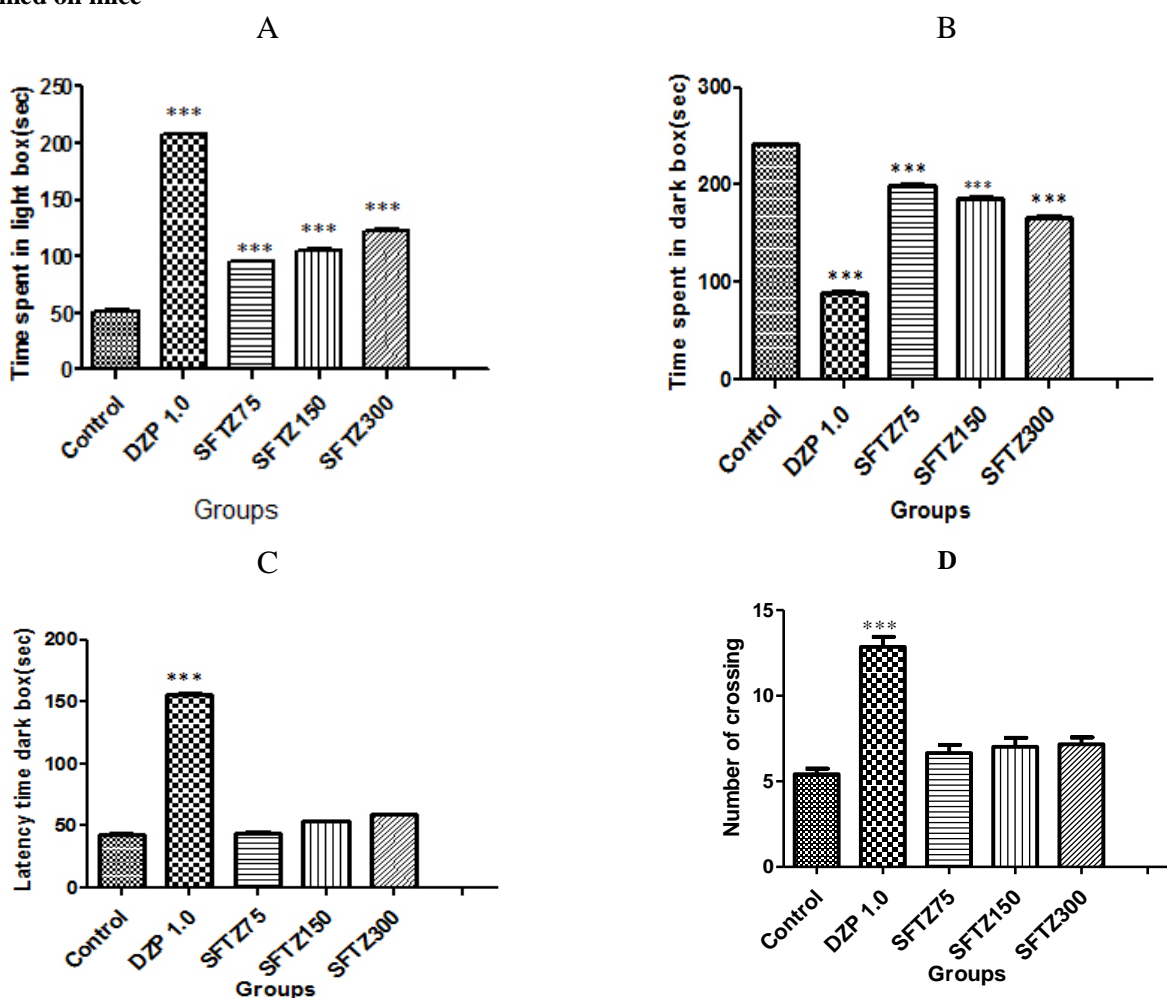 on mice
A
Time spent in light box(sec)
250
200
150
100
50
0
***
***
***
***
Control
DZP 1.0
SFTZ75
SFTZ150
SFTZ300
Groups
B
Time spent in dark box(sec)
300
200
100
0
***
***
***
***
Control
DZP 1.0
SFTZ75
SFTZ150
SFTZ300
Groups
C
Latency time dark box(sec)
200
150
100
50
0
***
Control
DZP 1.0
SFTZ75
SFTZ150
SFTZ300
Groups
D
Number of crossing
15
10
5
0
***
Control
DZP 1.0
SFTZ75
SFTZ150
SFTZ300
Groups